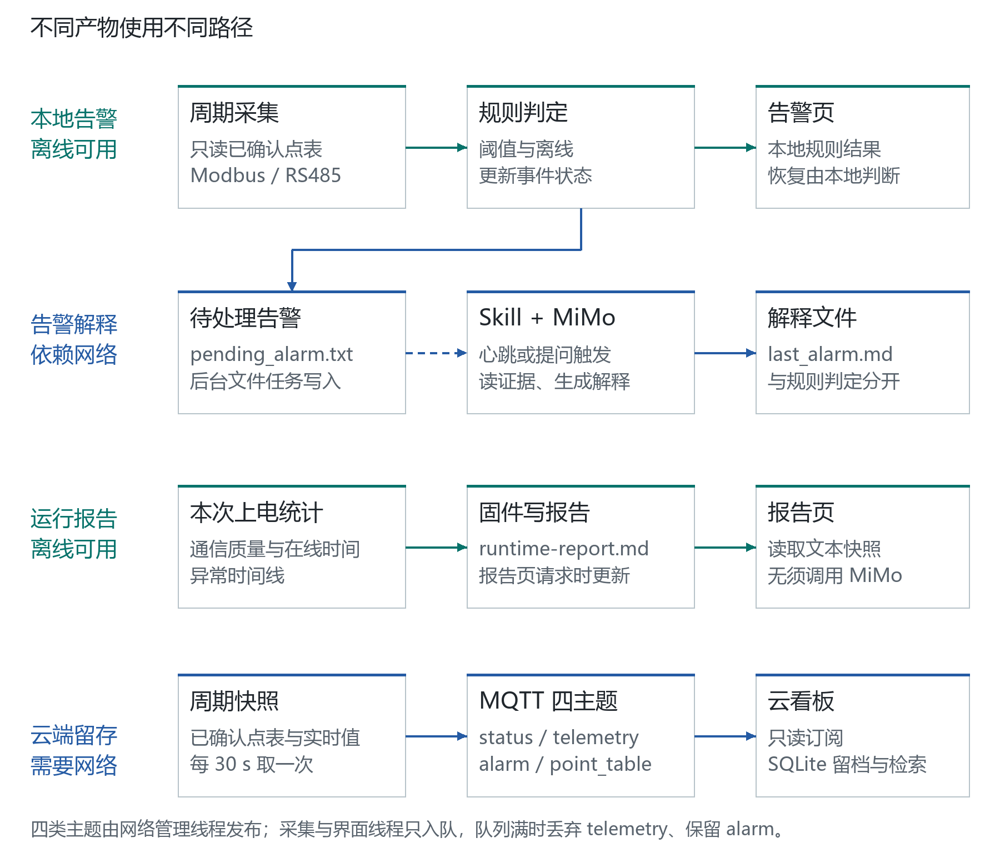 不同产物使用不同路径
本地告警
离线可用
周期采集
只读已确认点表
Modbus / RS485
规则判定
阈值与离线
更新事件状态
告警页
本地规则结果
恢复由本地判断
告警解释
依赖网络
待处理告警
pending_alarm.txt
后台文件任务写入
Skill + MiMo
心跳或提问触发
读证据、生成解释
解释文件
last_alarm.md
与规则判定分开
运行报告
离线可用
本次上电统计
通信质量与在线时间
异常时间线
固件写报告
runtime-report.md
报告页请求时更新
报告页
读取文本快照
无须调用 MiMo
云端留存
需要网络
周期快照
已确认点表与实时值
每 30 s 取一次
MQTT 四主题
status / telemetry
alarm / point_table
云看板
只读订阅
SQLite 留档与检索
四类主题由网络管理线程发布；采集与界面线程只入队，队列满时丢弃 telemetry、保留 alarm。